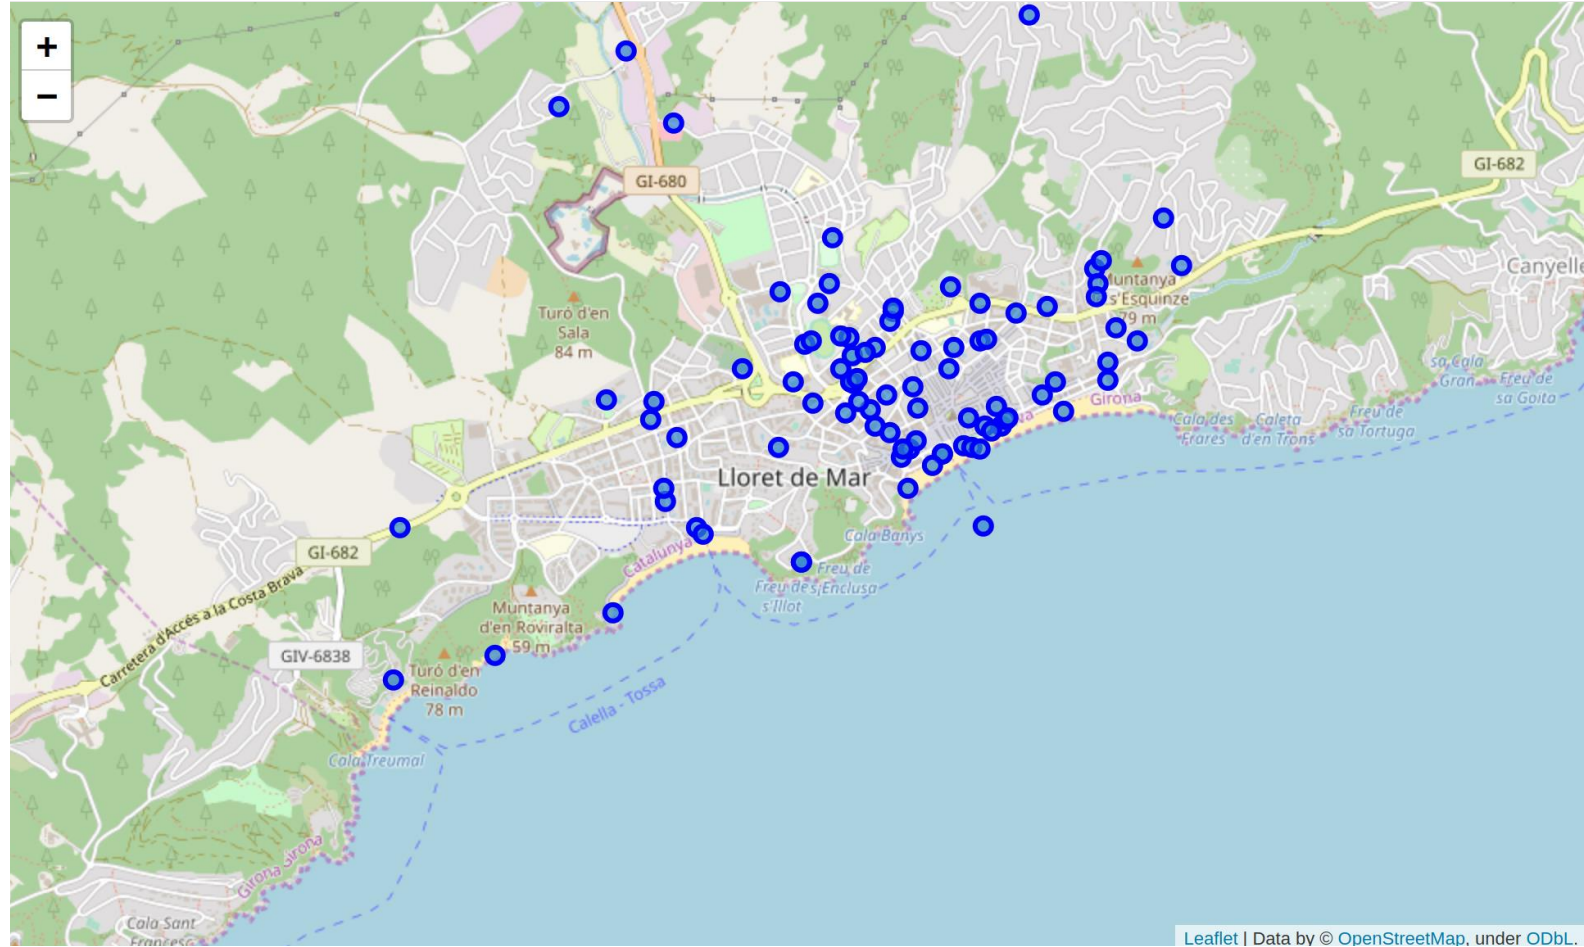 +
−
GI-680
GI-682
Canyelle
Muntanya
s'Esquinze
79 m
Turó d'en
Sala
84 m
sa Cala
Gran
Freu de
sa Goita
Girona
Cala des
Frares
Caleta
d'en Trons
Freu de
sa Tortuga
Lloret de Mar
Cala Banys
GI-682
Catalunya
Freu de
s'Enclusa
Freu des
s'Illot
Carretera d'Accés a la Costa Brava
Muntanya
d'en Roviralta
59 m
GIV-6838
Turó d'en
Reinaldo
78 m
Calella - Tossa
Cala Treumal
Girona
Girona
Cala Sant
Francesc
Leaflet | Data by © OpenStreetMap, under ODbL.